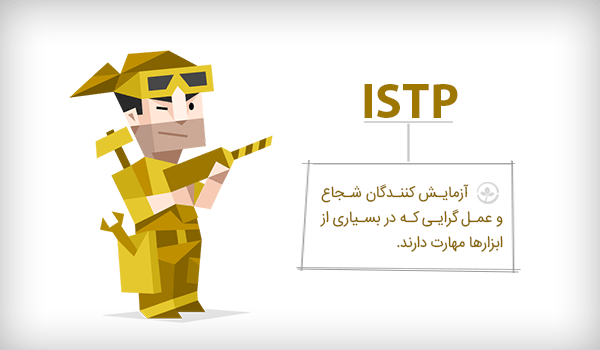 ISTP
آزمایش کنندگان شجاع
و عمل گرایی که در بسیاری از
ابزارها مهارت دارند.